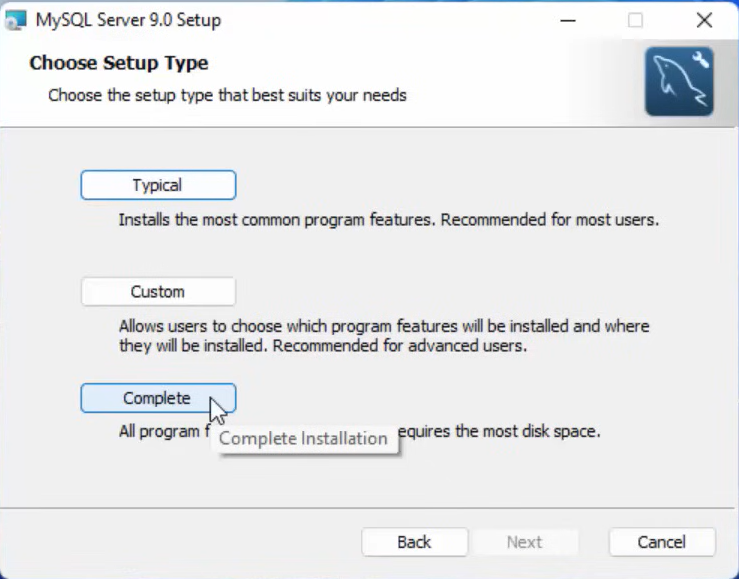 MySQL Server 9.0 Setup
Choose Setup Type
Choose the setup type that best suits your needs
Typical
Installs the most common program features. Recommended for most users.
Custom
Allows users to choose which program features will be installed and where
they will be installed. Recommended for advanced users.
Complete
All program
Complete Installation
equires the most disk space.
Back
Next
Cancel